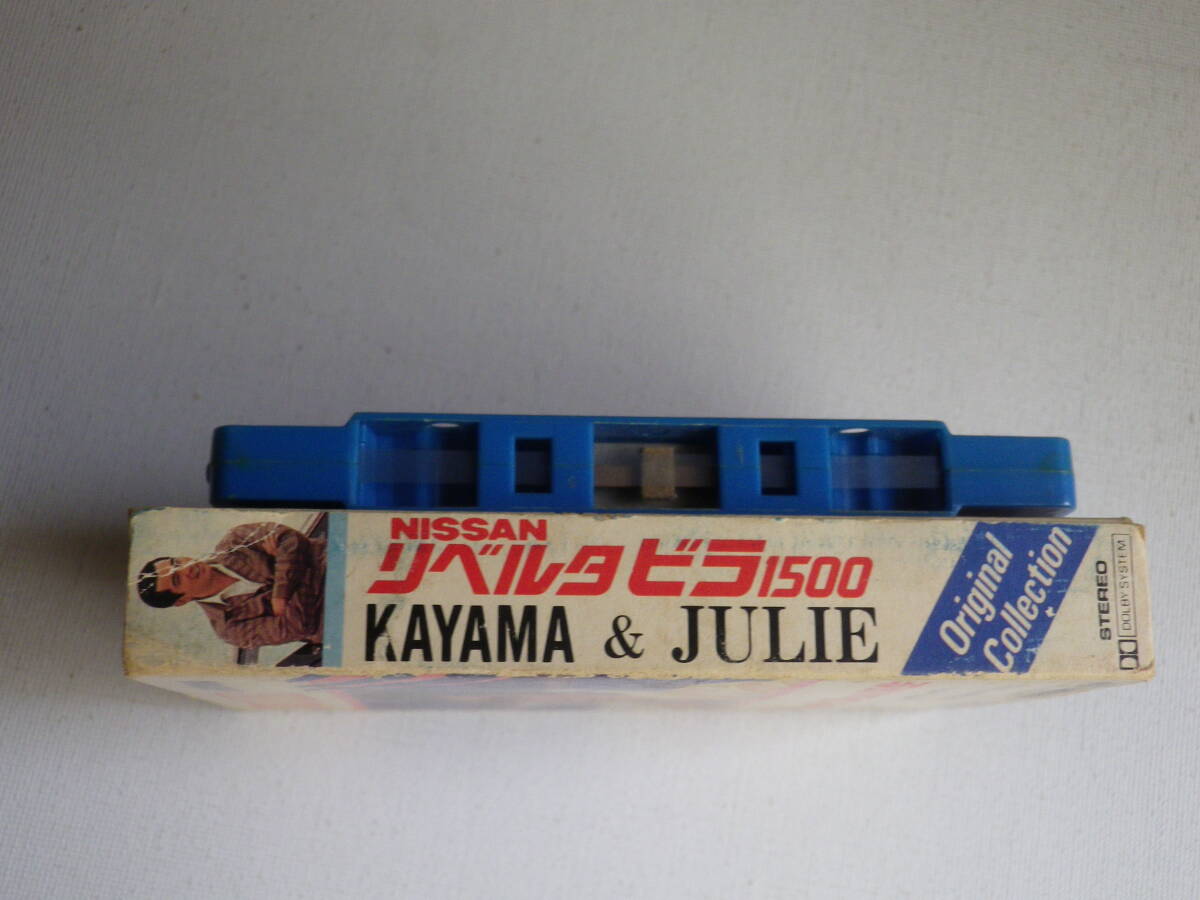 NISSAN
リベルタビラ1500
KAYAMA & JULIE
Original
Collection
STEREO
DOLBY SYSTEM